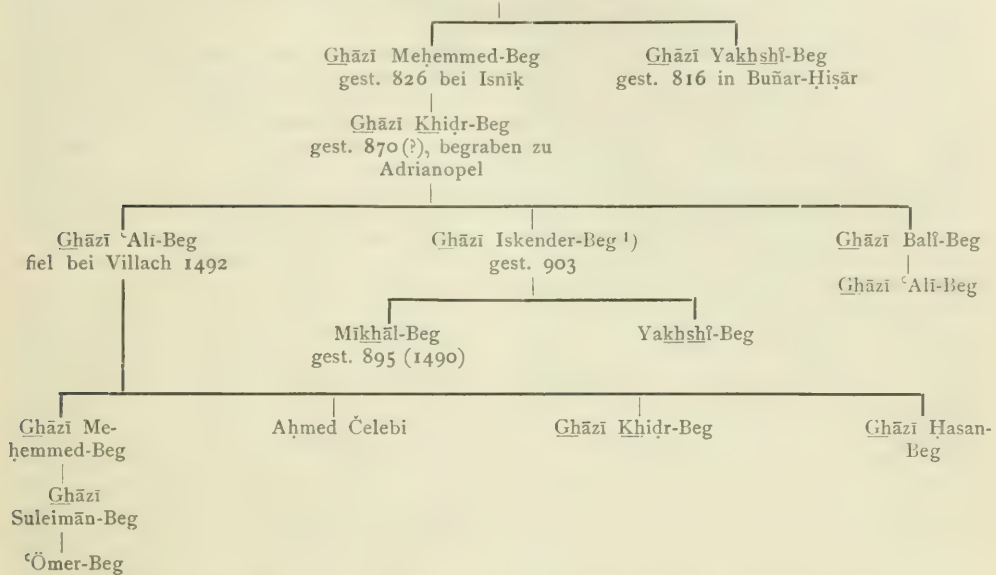 Ghāzī Meḥemmed-Beg
gest. 826 bei Isnīḳ
Ghāzī Yakhshî-Beg
gest. 816 in Buñar-Ḥiṣār
Ghāzī Khiḍr-Beg
gest. 870 (?), begraben zu
Adrianopel
Ghāzī ʿAlī-Beg
fiel bei Villach 1492
Ghāzī Iskender-Beg ¹)
gest. 903
Ghāzī Balî-Beg
Ghāzī ʿAlī-Beg
Mīkhāl-Beg
gest. 895 (1490)
Yakhshî-Beg
Ghāzī Me-
ḥemmed-Beg
Aḥmed Čelebi
Ghāzī Khiḍr-Beg
Ghāzī Ḥasan-
Beg
Ghāzī
Suleimān-Beg
ʿÖmer-Beg